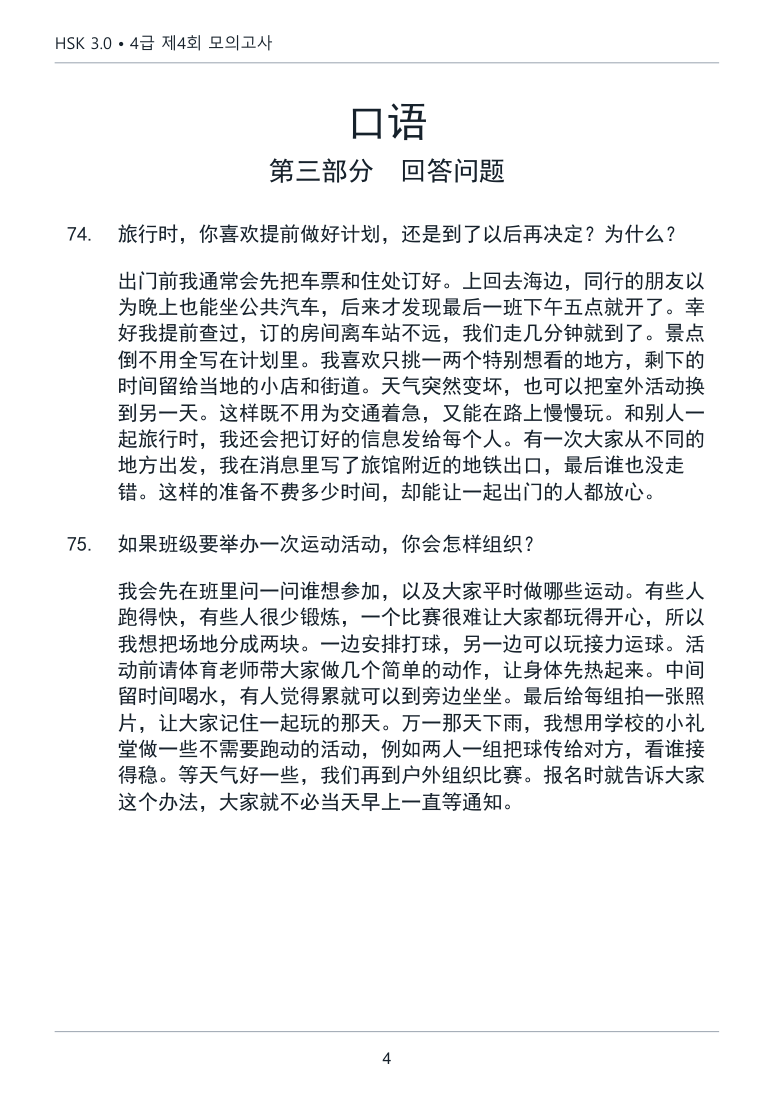 HSK 3.0 • 4급 제4회 모의고사
口语
第三部分　回答问题
74. 旅行时，你喜欢提前做好计划，还是到了以后再决定？为什么？
出门前我通常会先把车票和住处订好。上回去海边，同行的朋友以
为晚上也能坐公共汽车，后来才发现最后一班下午五点就开了。幸
好我提前查过，订的房间离车站不远，我们走几分钟就到了。景点
倒不用全写在计划里。我喜欢只挑一两个特别想看的地方，剩下的
时间留给当地的小店和街道。天气突然变坏，也可以把室外活动换
到另一天。这样既不用为交通着急，又能在路上慢慢玩。和别人一
起旅行时，我还会把订好的信息发给每个人。有一次大家从不同的
地方出发，我在消息里写了旅馆附近的地铁出口，最后谁也没走
错。这样的准备不费多少时间，却能让一起出门的人都放心。
75. 如果班级要举办一次运动活动，你会怎样组织？
我会先在班里问一问谁想参加，以及大家平时做哪些运动。有些人
跑得快，有些人很少锻炼，一个比赛很难让大家都玩得开心，所以
我想把场地分成两块。一边安排打球，另一边可以玩接力运球。活
动前请体育老师带大家做几个简单的动作，让身体先热起来。中间
留时间喝水，有人觉得累就可以到旁边坐坐。最后给每组拍一张照
片，让大家记住一起玩的那天。万一那天下雨，我想用学校的小礼
堂做一些不需要跑动的活动，例如两人一组把球传给对方，看谁接
得稳。等天气好一些，我们再到户外组织比赛。报名时就告诉大家
这个办法，大家就不必当天早上一直等通知。
4